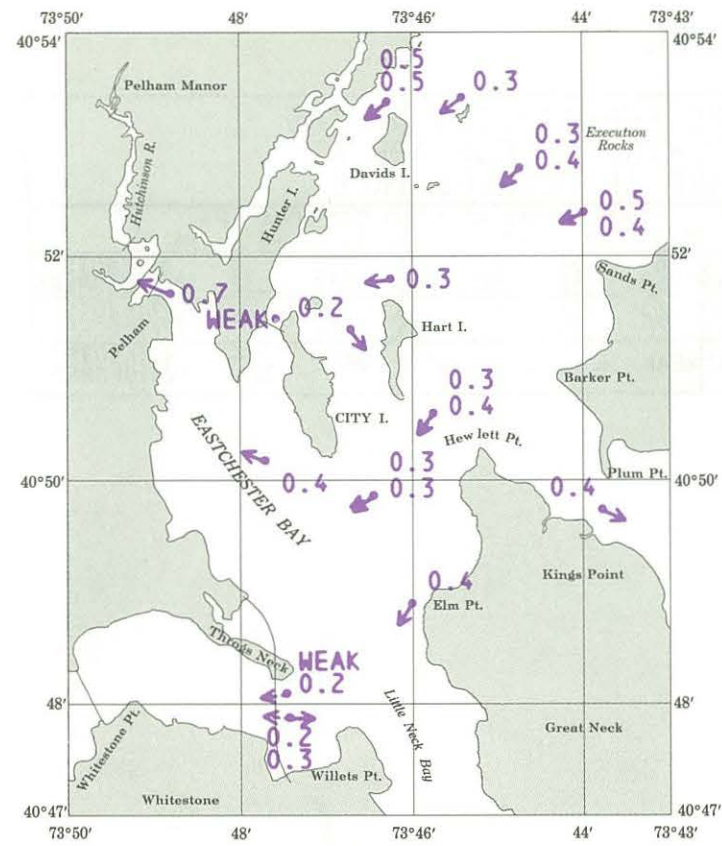 73°50'
48'
73°46'
44'
73°43'
40°54'
40°54'
0.5
0.5
0.3
Pelham Manor
0.3
0.4
Execution
Rocks
Davids I.
Hutchinson R.
Hunter I.
0.5
0.4
52'
52'
Sands Pt.
0.3
0.7
WEAK
0.2
Pelham
Hart I.
0.3
0.4
Barker Pt.
CITY I.
Hewlett Pt.
EASTCHESTER BAY
0.3
0.3
0.4
Plum Pt.
40°50'
40°50'
0.4
0.4
Kings Point
Elm Pt.
Throgs Neck
WEAK
0.2
48'
48'
Little Neck Bay
Great Neck
0.2
0.3
Whitestone Pt.
Willets Pt.
Whitestone
40°47'
40°47'
73°50'
48'
73°46'
44'
73°43'